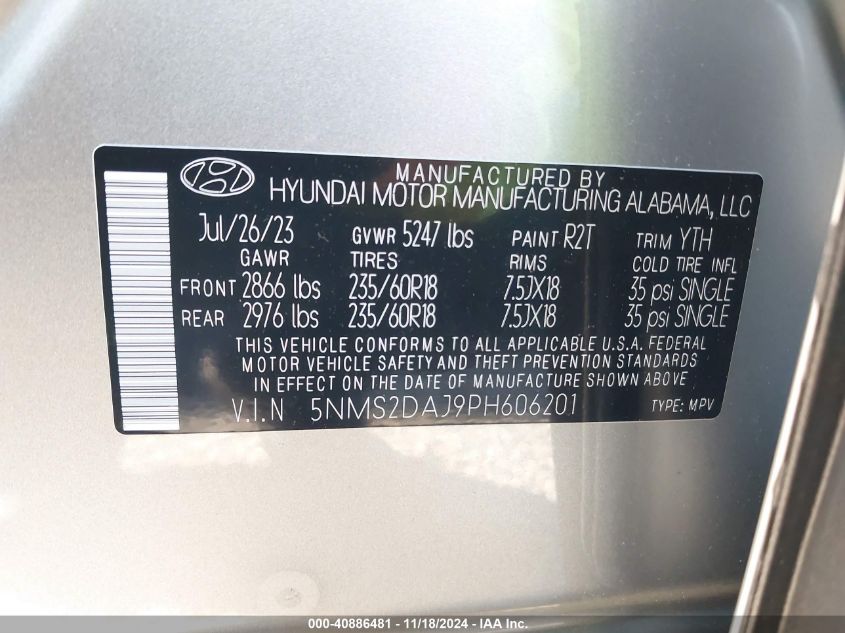 MANUFACTURED BY
HYUNDAI MOTOR MANUFACTURING ALABAMA, LLC
Jul/26/23 GVWR 5247 lbs PAINT R2T TRIM YTH
GAWR TIRES RIMS COLD TIRE INFL
FRONT 2866 lbs 235/60R18 7.5JX18 35 psi SINGLE
REAR 2976 lbs 235/60R18 7.5JX18 35 psi SINGLE
THIS VEHICLE CONFORMS TO ALL APPLICABLE U.S.A. FEDERAL
MOTOR VEHICLE SAFETY AND THEFT PREVENTION STANDARDS
IN EFFECT ON THE DATE OF MANUFACTURE SHOWN ABOVE
V.I.N 5NMS2DAJ9PH606201 TYPE: MPV
000-40886481 - 11/18/2024 - IAA Inc.